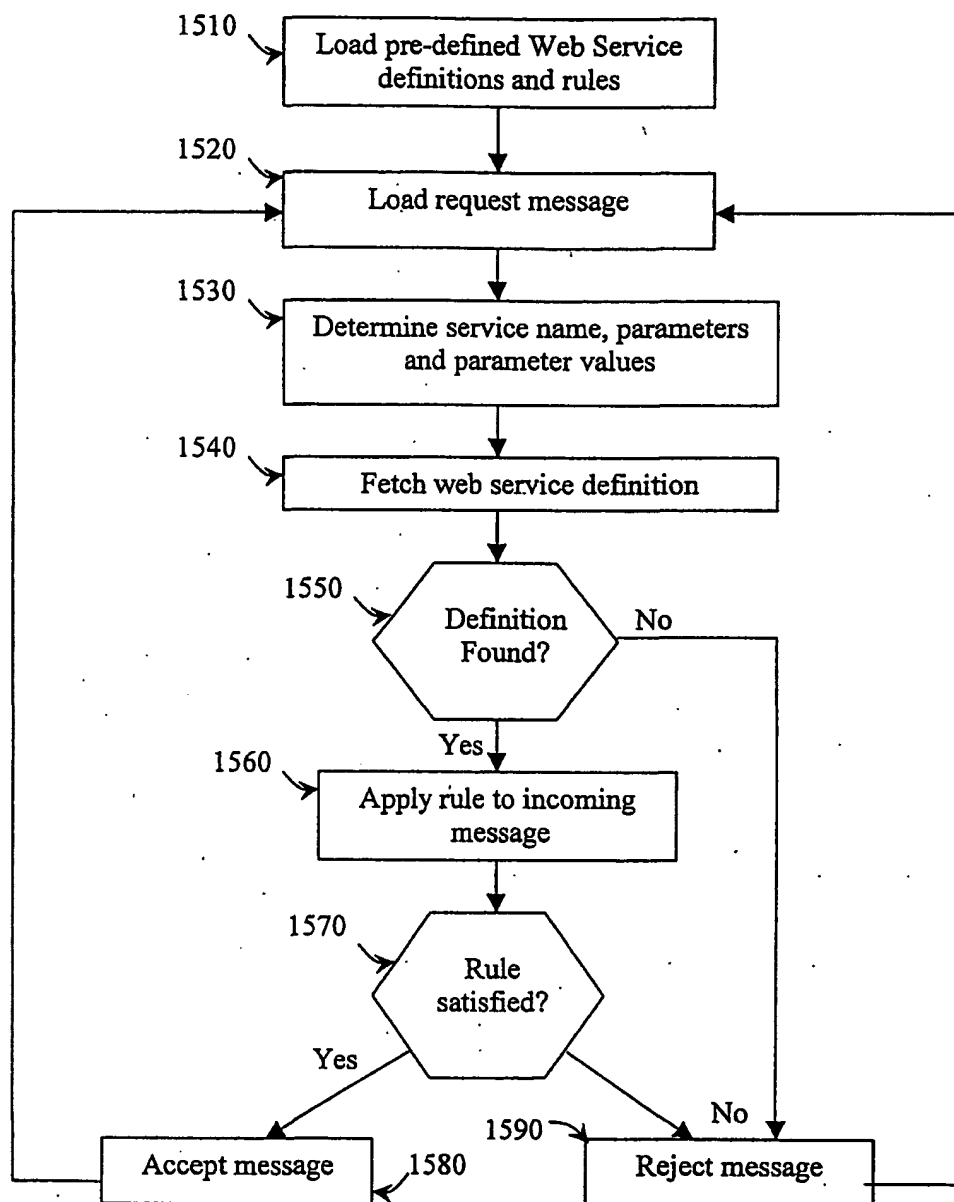 1510
Load pre-defined Web Service
definitions and rules
1520
Load request message
1530
Determine service name, parameters
and parameter values
1540
Fetch web service definition
1550
Definition
Found?
No
Yes
1560
Apply rule to incoming
message
1570
Rule
satisfied?
Yes
No
1590
Accept message
1580
Reject message